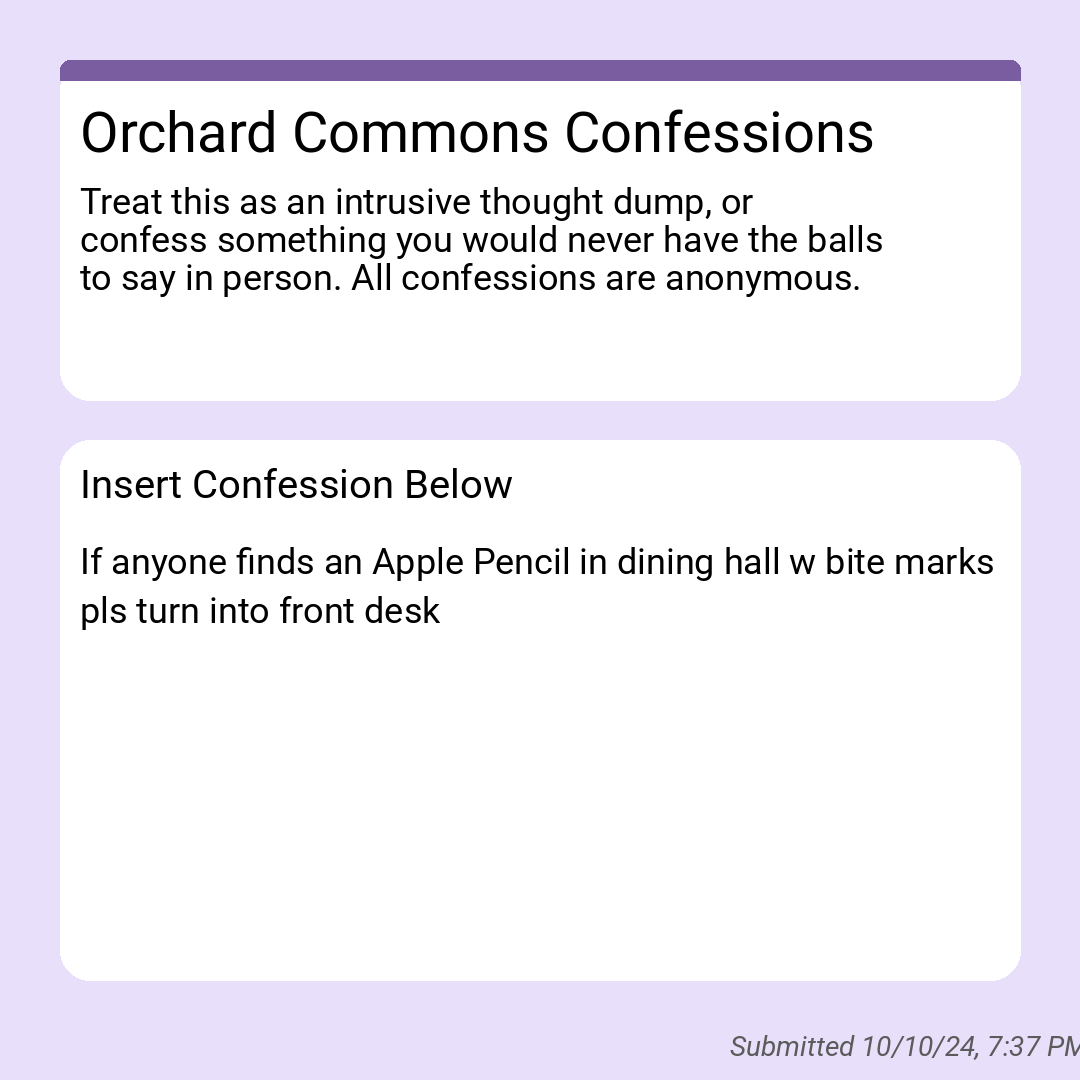 Orchard Commons Confessions
Treat this as an intrusive thought dump, or
confess something you would never have the balls
to say in person. All confessions are anonymous.
Insert Confession Below
If anyone finds an Apple Pencil in dining hall w bite marks
pls turn into front desk
Submitted 10/10/24, 7:37 PM